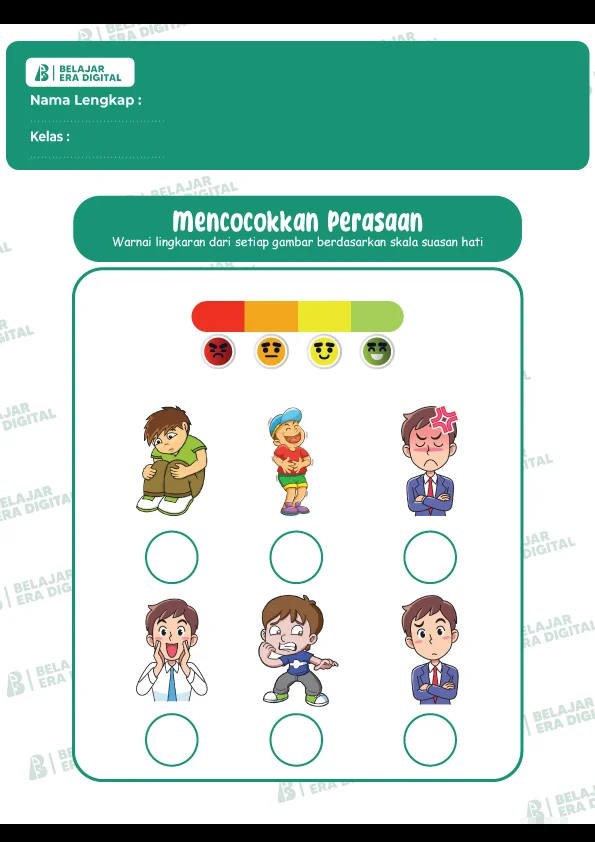 BELAJAR
ERA DIGITAL
Nama Lengkap :
....................................
Kelas :
....................................
Mencocokkan Perasaan
Warnai lingkaran dari setiap gambar berdasarkan skala suasan hati